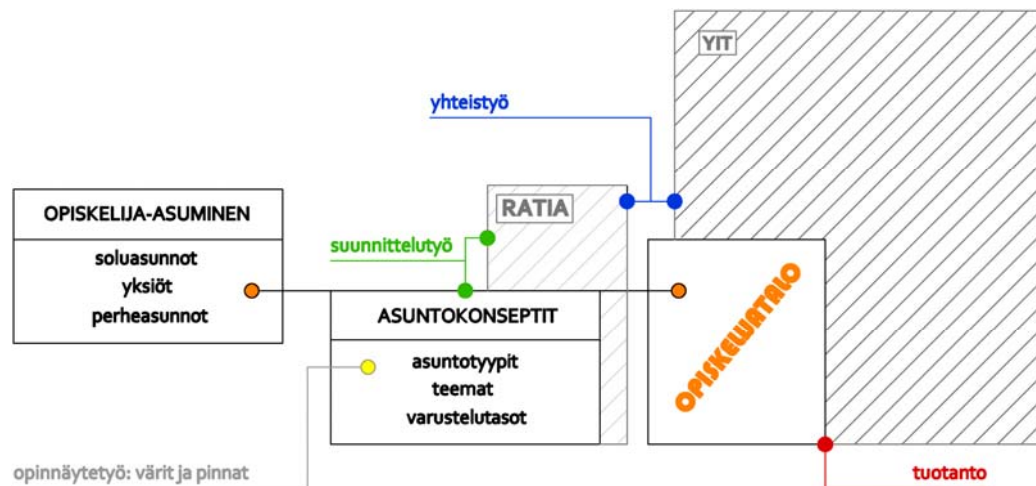 YIT
yhteistyö
OPISKELIJA-ASUMINEN
soluasunnot
yksiöt
perheasunnot
RATIA
suunnittelutyö
ASUNTOKONSEPTIT
asuntotyypit
teemat
varustelutasot
OPISKELIJATALO
opinnäytetyö: värit ja pinnat
tuotanto